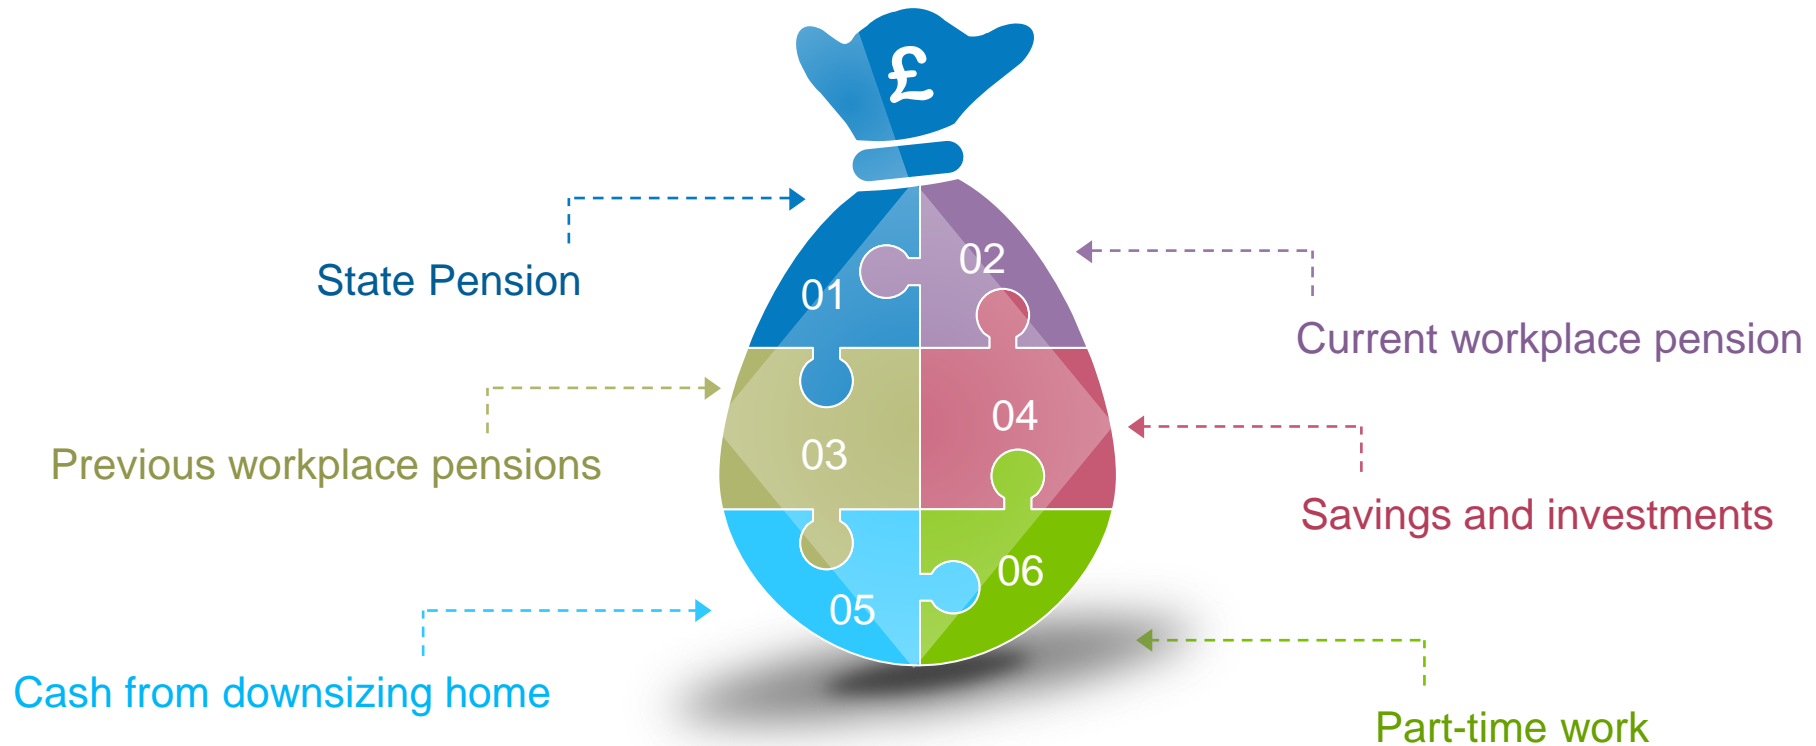 £
State Pension
01
02
Current workplace pension
Previous workplace pensions
03
04
Savings and investments
Cash from downsizing home
05
06
Part-time work